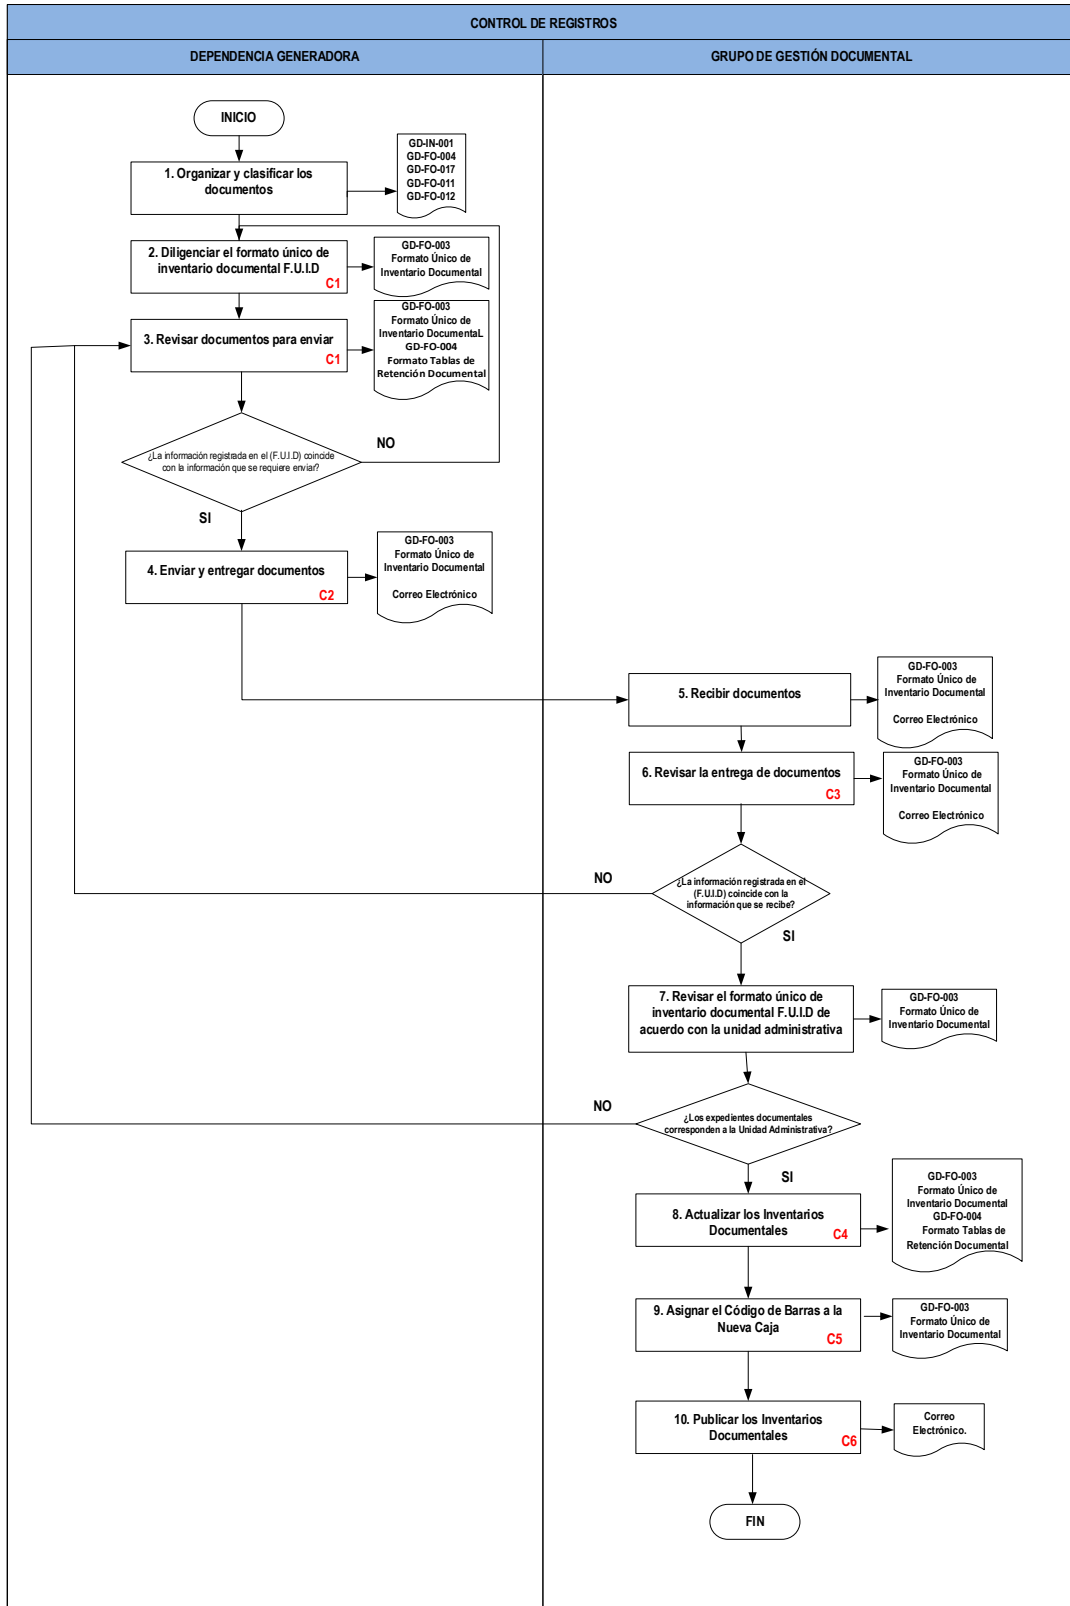 CONTROL DE REGISTROS
DEPENDENCIA GENERADORA
GRUPO DE GESTIÓN DOCUMENTAL
INICIO
GD-IN-001
GD-FO-004
GD-FO-017
GD-FO-011
GD-FO-012
1. Organizar y clasificar los
documentos
2. Diligenciar el formato único de
inventario documental F.U.I.D
C1
GD-FO-003
Formato Único de
Inventario Documental
3. Revisar documentos para enviar
C1
GD-FO-003
Formato Único de
Inventario DocumentaL
GD-FO-004
Formato Tablas de
Retención Documental
¿La información registrada en el (F.U.I.D) coincide
con la información que se requiere enviar?
NO
SI
4. Enviar y entregar documentos
C2
GD-FO-003
Formato Único de
Inventario Documental
Correo Electrónico
5. Recibir documentos
GD-FO-003
Formato Único de
Inventario Documental
Correo Electrónico
6. Revisar la entrega de documentos
C3
GD-FO-003
Formato Único de
Inventario Documental
Correo Electrónico
¿La información registrada en el
(F.U.I.D) coincide con la
información que se recibe?
NO
SI
7. Revisar el formato único de
inventario documental F.U.I.D de
acuerdo con la unidad administrativa
GD-FO-003
Formato Único de
Inventario Documental
¿Los expedientes documentales
corresponden a la Unidad Administrativa?
NO
SI
8. Actualizar los Inventarios
Documentales
C4
GD-FO-003
Formato Único de
Inventario Documental
GD-FO-004
Formato Tablas de
Retención Documental
9. Asignar el Código de Barras a la
Nueva Caja
C5
GD-FO-003
Formato Único de
Inventario Documental
10. Publicar los Inventarios
Documentales
C6
Correo
Electrónico.
FIN